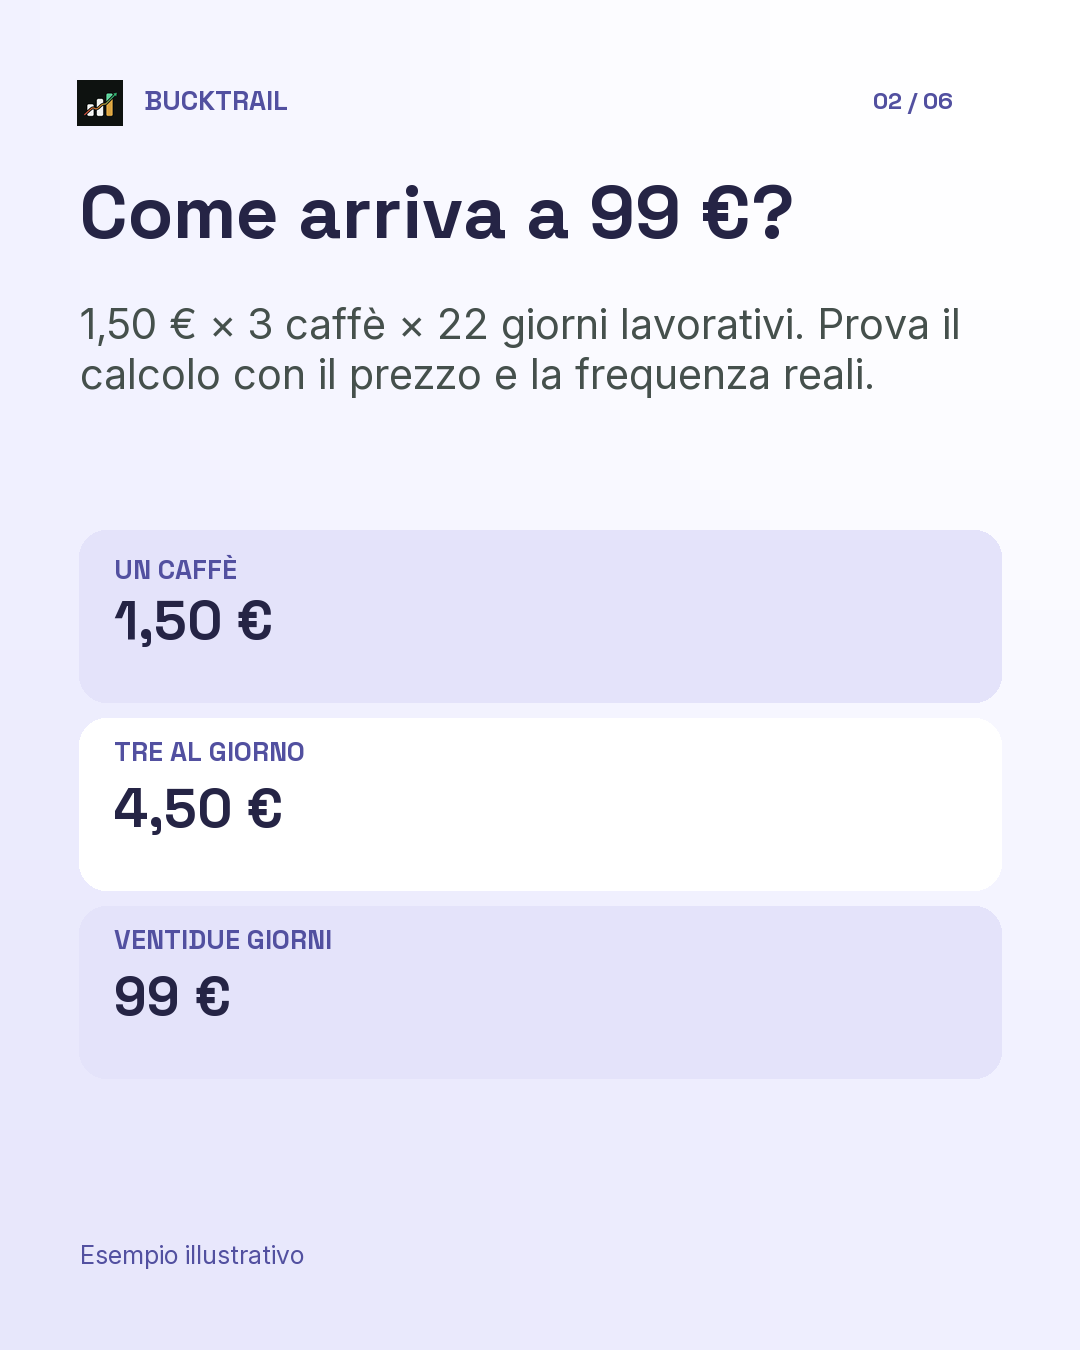 BUCKTRAIL
02 / 06
Come arriva a 99 €?
1,50 € × 3 caffè × 22 giorni lavorativi. Prova il
calcolo con il prezzo e la frequenza reali.
UN CAFFÈ
1,50 €
TRE AL GIORNO
4,50 €
VENTIDUE GIORNI
99 €
Esempio illustrativo